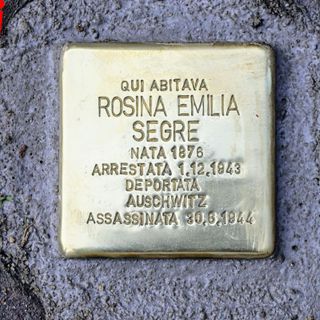 QUI ABITAVA
ROSINA EMILIA
SEGRE
NATA 1876
ARRESTATA 1.12.1943
DEPORTATA
AUSCHWITZ
ASSASSINATA 30.6.1944